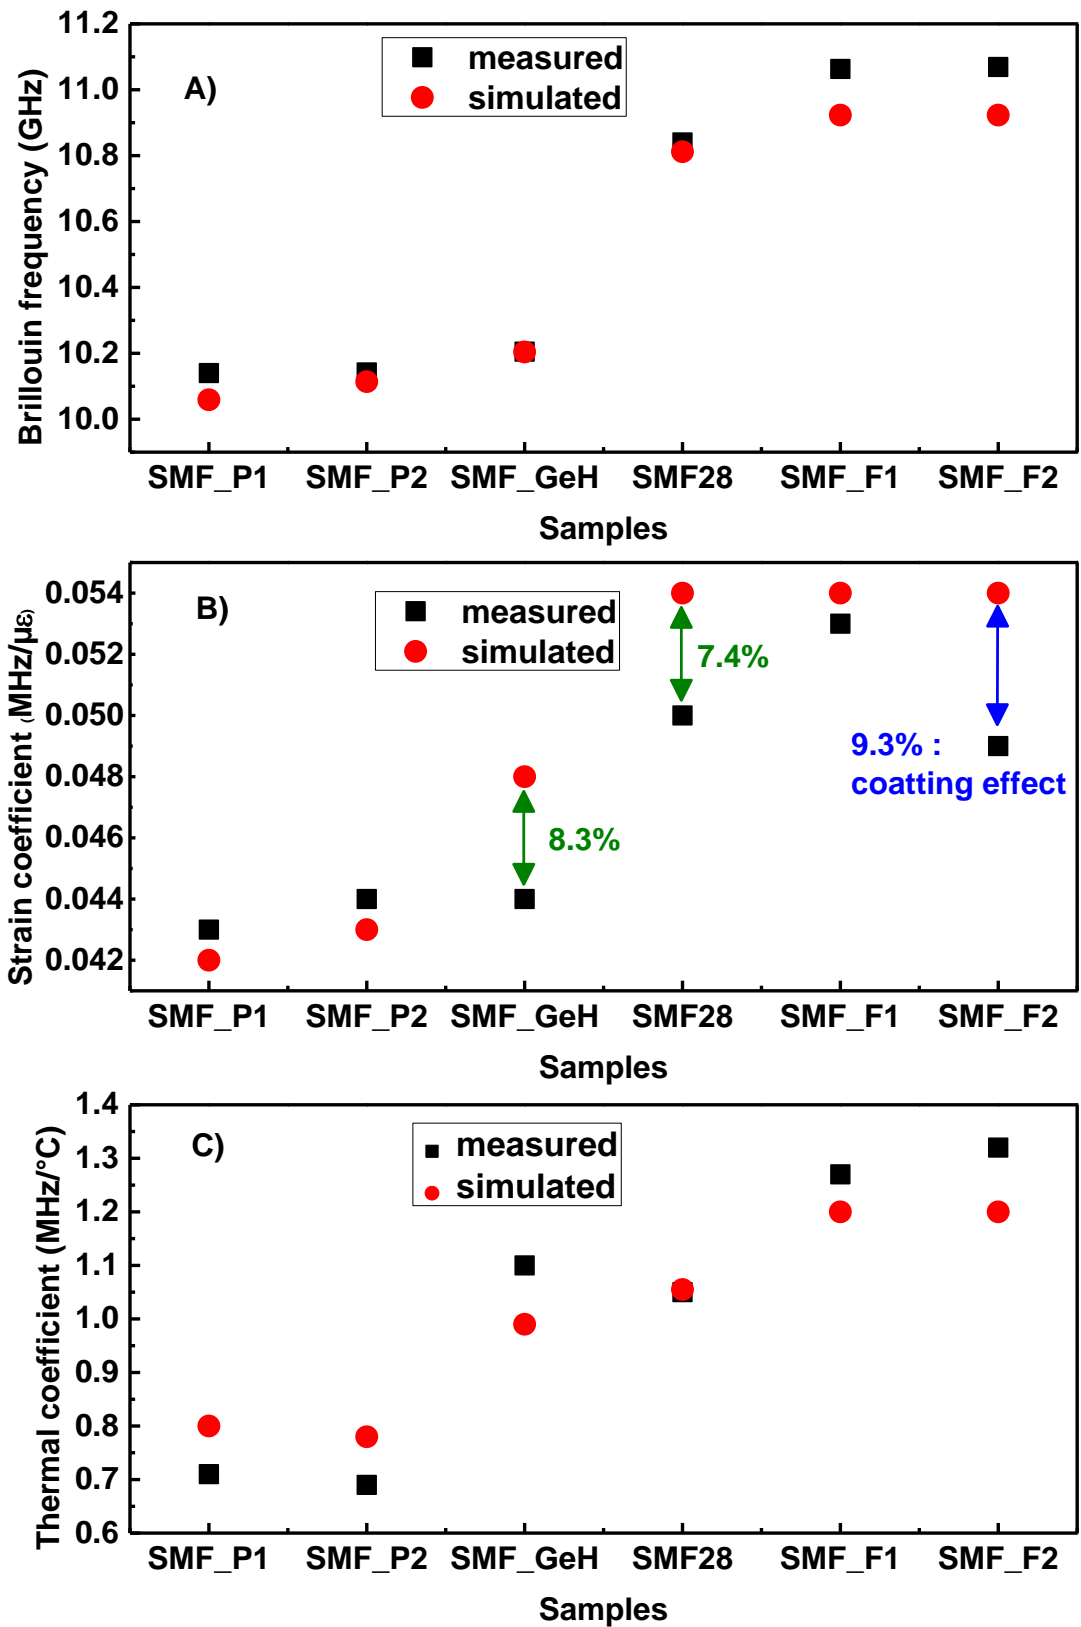 11.2
11.0
10.8
10.6
10.4
10.2
10.0
Brillouin frequency (GHz)
A)
measured
simulated
SMF_P1 SMF_P2 SMF_GeH SMF28 SMF_F1 SMF_F2
Samples
0.054
0.052
0.050
0.048
0.046
0.044
0.042
Strain coefficient (MHz/µε)
B)
measured
simulated
7.4%
8.3%
9.3% :
coatting effect
SMF_P1 SMF_P2 SMF_GeH SMF28 SMF_F1 SMF_F2
Samples
1.4
1.3
1.2
1.1
1.0
0.9
0.8
0.7
0.6
Thermal coefficient (MHz/°C)
C)
measured
simulated
SMF_P1 SMF_P2 SMF_GeH SMF28 SMF_F1 SMF_F2
Samples